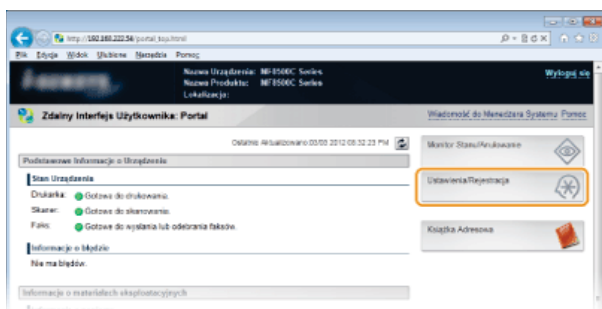 http://192.168.222.54/portal_top.html
Plik Edycja Widok Ulubione Narzędzia Pomoc
Nazwa Urządzenia: MF8500C Series
Nazwa Produktu: MF8500C Series
Lokalizacja:
Wyloguj się
Zdalny Interfejs Użytkownika: Portal
Wiadomość do Menedżera Systemu Pomoc
Ostatnio Aktualizowano:03/03 2012 08:32:23 PM
Podstawowe Informacje o Urządzeniu
Stan Urządzenia
Drukarka: Gotowe do drukowania.
Skaner: Gotowe do skanowania.
Faks: Gotowe do wysłania lub odebrania faksów.
Informacje o błędzie
Nie ma błędów.
Informacje o materiałach eksploatacyjnych
Monitor Stanu/Anulowanie
Ustawienia/Rejestracja
Książka Adresowa